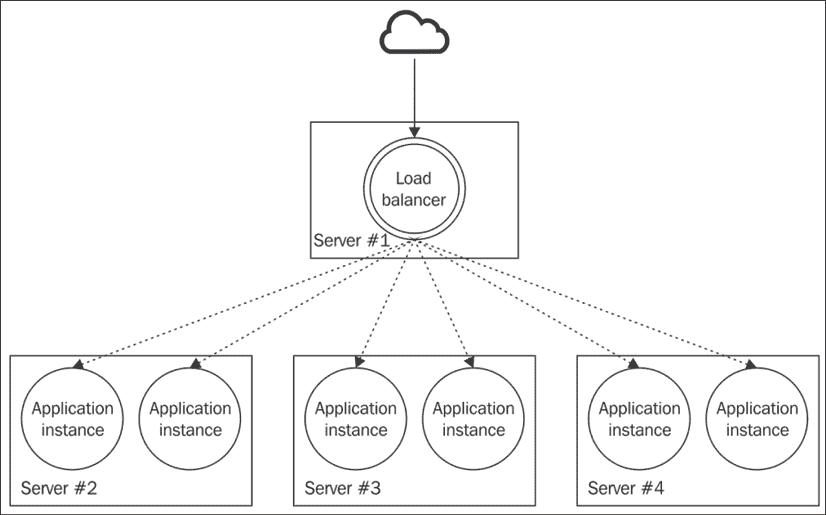 Load
balancer
Server #1
Application
instance
Application
instance
Server #2
Application
instance
Application
instance
Server #3
Application
instance
Application
instance
Server #4